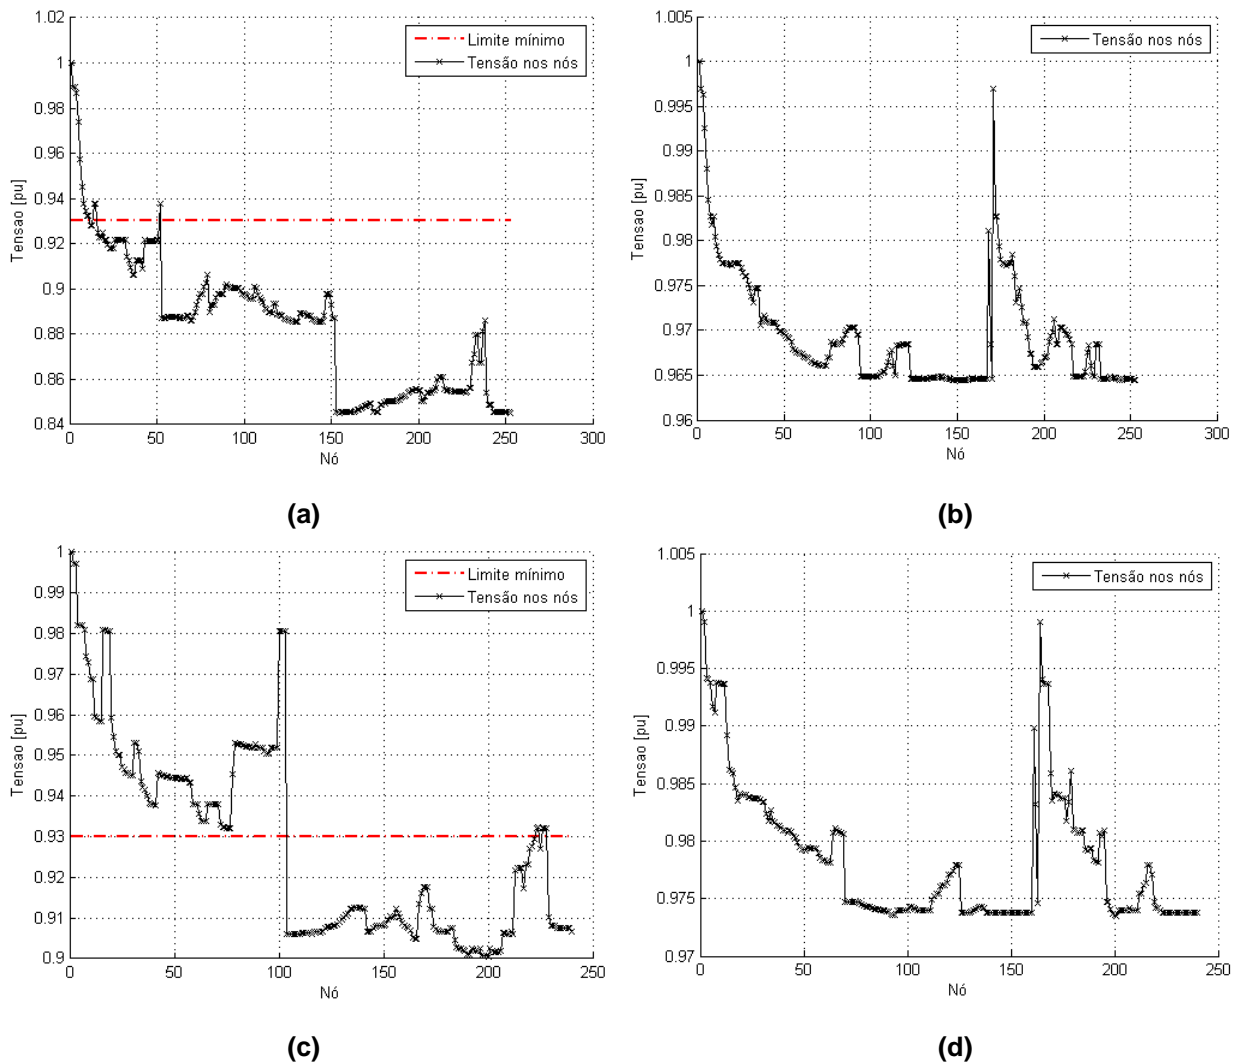 1.02
1
0.98
0.96
0.94
0.92
0.9
0.88
0.86
0.84
0 50 100 150 200 250 300
Tensao [pu]
Nó
Limite mínimo
Tensão nos nós
(a)
1.005
1
0.995
0.99
0.985
0.98
0.975
0.97
0.965
0.96
0 50 100 150 200 250 300
Tensao [pu]
Nó
Tensão nos nós
(b)
1
0.99
0.98
0.97
0.96
0.95
0.94
0.93
0.92
0.91
0.9
0 50 100 150 200 250
Tensao [pu]
Nó
Limite mínimo
Tensão nos nós
(c)
1.005
1
0.995
0.99
0.985
0.98
0.975
0.97
0 50 100 150 200 250
Tensao [pu]
Nó
Tensão nos nós
(d)